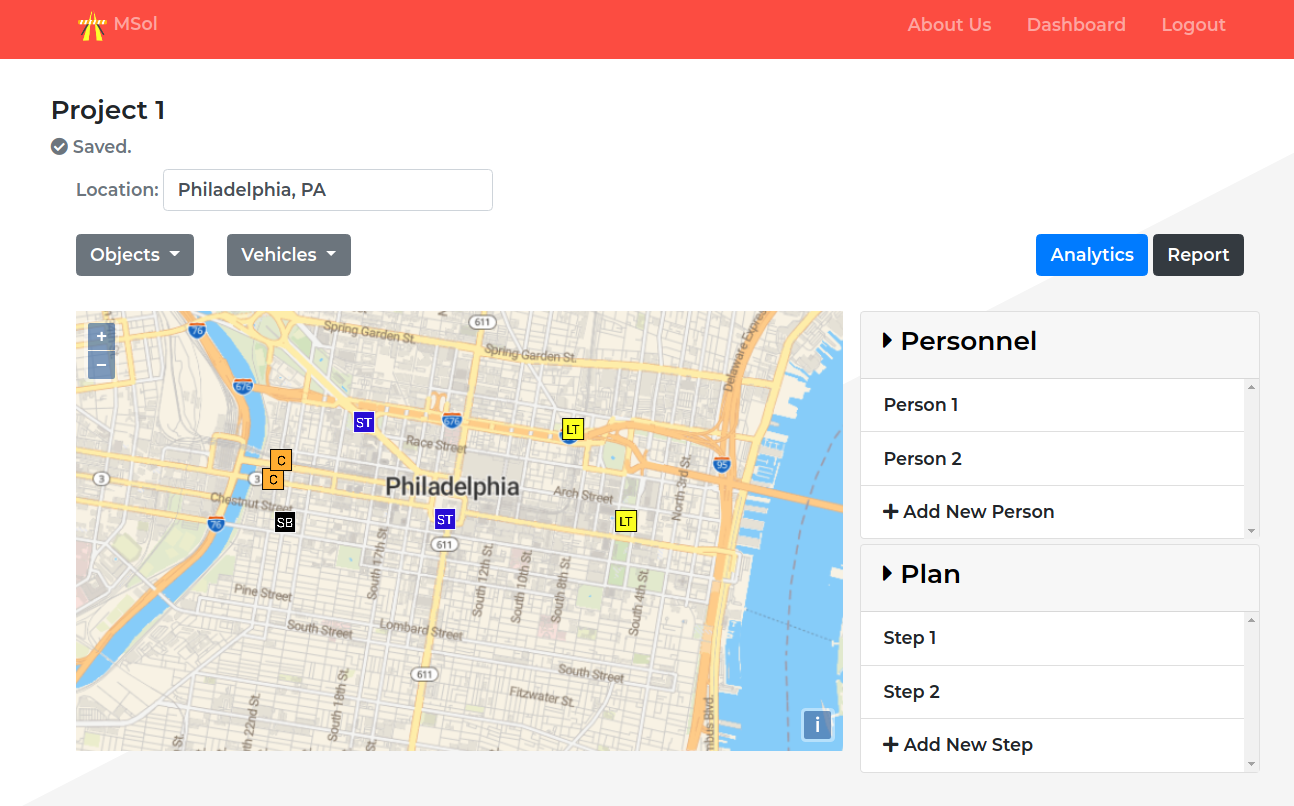 MSol
About Us
Dashboard
Logout
Project 1
Saved.
Location: Philadelphia, PA
Objects
Vehicles
Analytics
Report
+
−
76
Spring Garden St.
611
Spring Garden St.
Delaware Expre
676
ST
676
LT
Race Street
C
3
3
C
Philadelphia
Arch Street
North 3rd St.
95
Chestnut Street
76
SB
ST
LT
611
South 17th St.
South 12th St.
South 10th St.
South 8th St.
South 4th St.
Pine Street
South Street
Lombard Street
611
South Street
Fitzwater St.
South 18th St.
th 22nd St.
St.
mbus Blvd.
i
Personnel
Person 1
Person 2
Add New Person
Plan
Step 1
Step 2
Add New Step